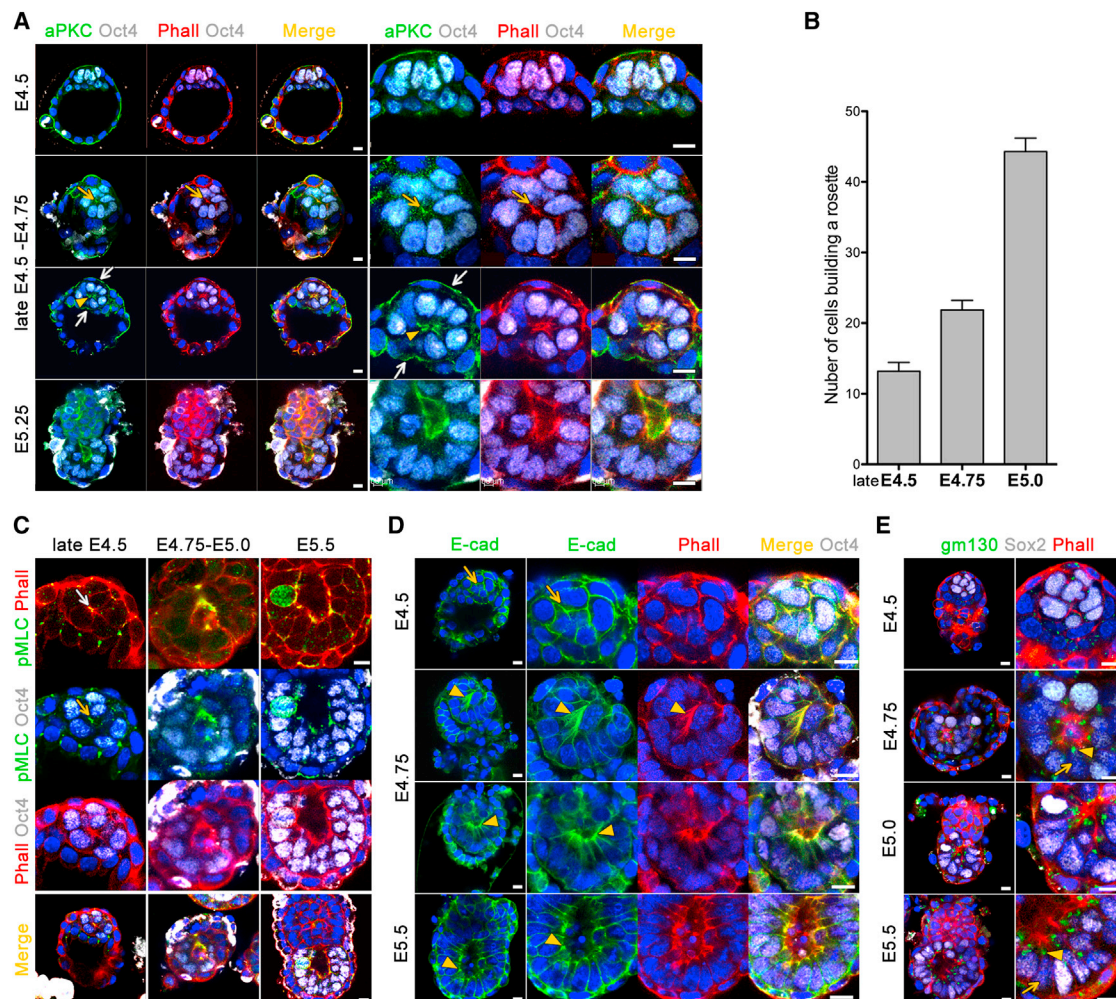 A
aPKC Oct4 Phall Oct4 Merge aPKC Oct4 Phall Oct4 Merge
E4.5
late E4.5 -E4.75
E5.25
B
Nuber of cells building a rosette
50
40
30
20
10
0
late E4.5 E4.75 E5.0
C
late E4.5 E4.75-E5.0 E5.5
pMLC Phall
pMLC Oct4
Phall Oct4
Merge
D
E-cad E-cad Phall Merge Oct4
E4.5
E4.75
E5.5
E
gm130 Sox2 Phall
E4.5
E4.75
E5.0
E5.5